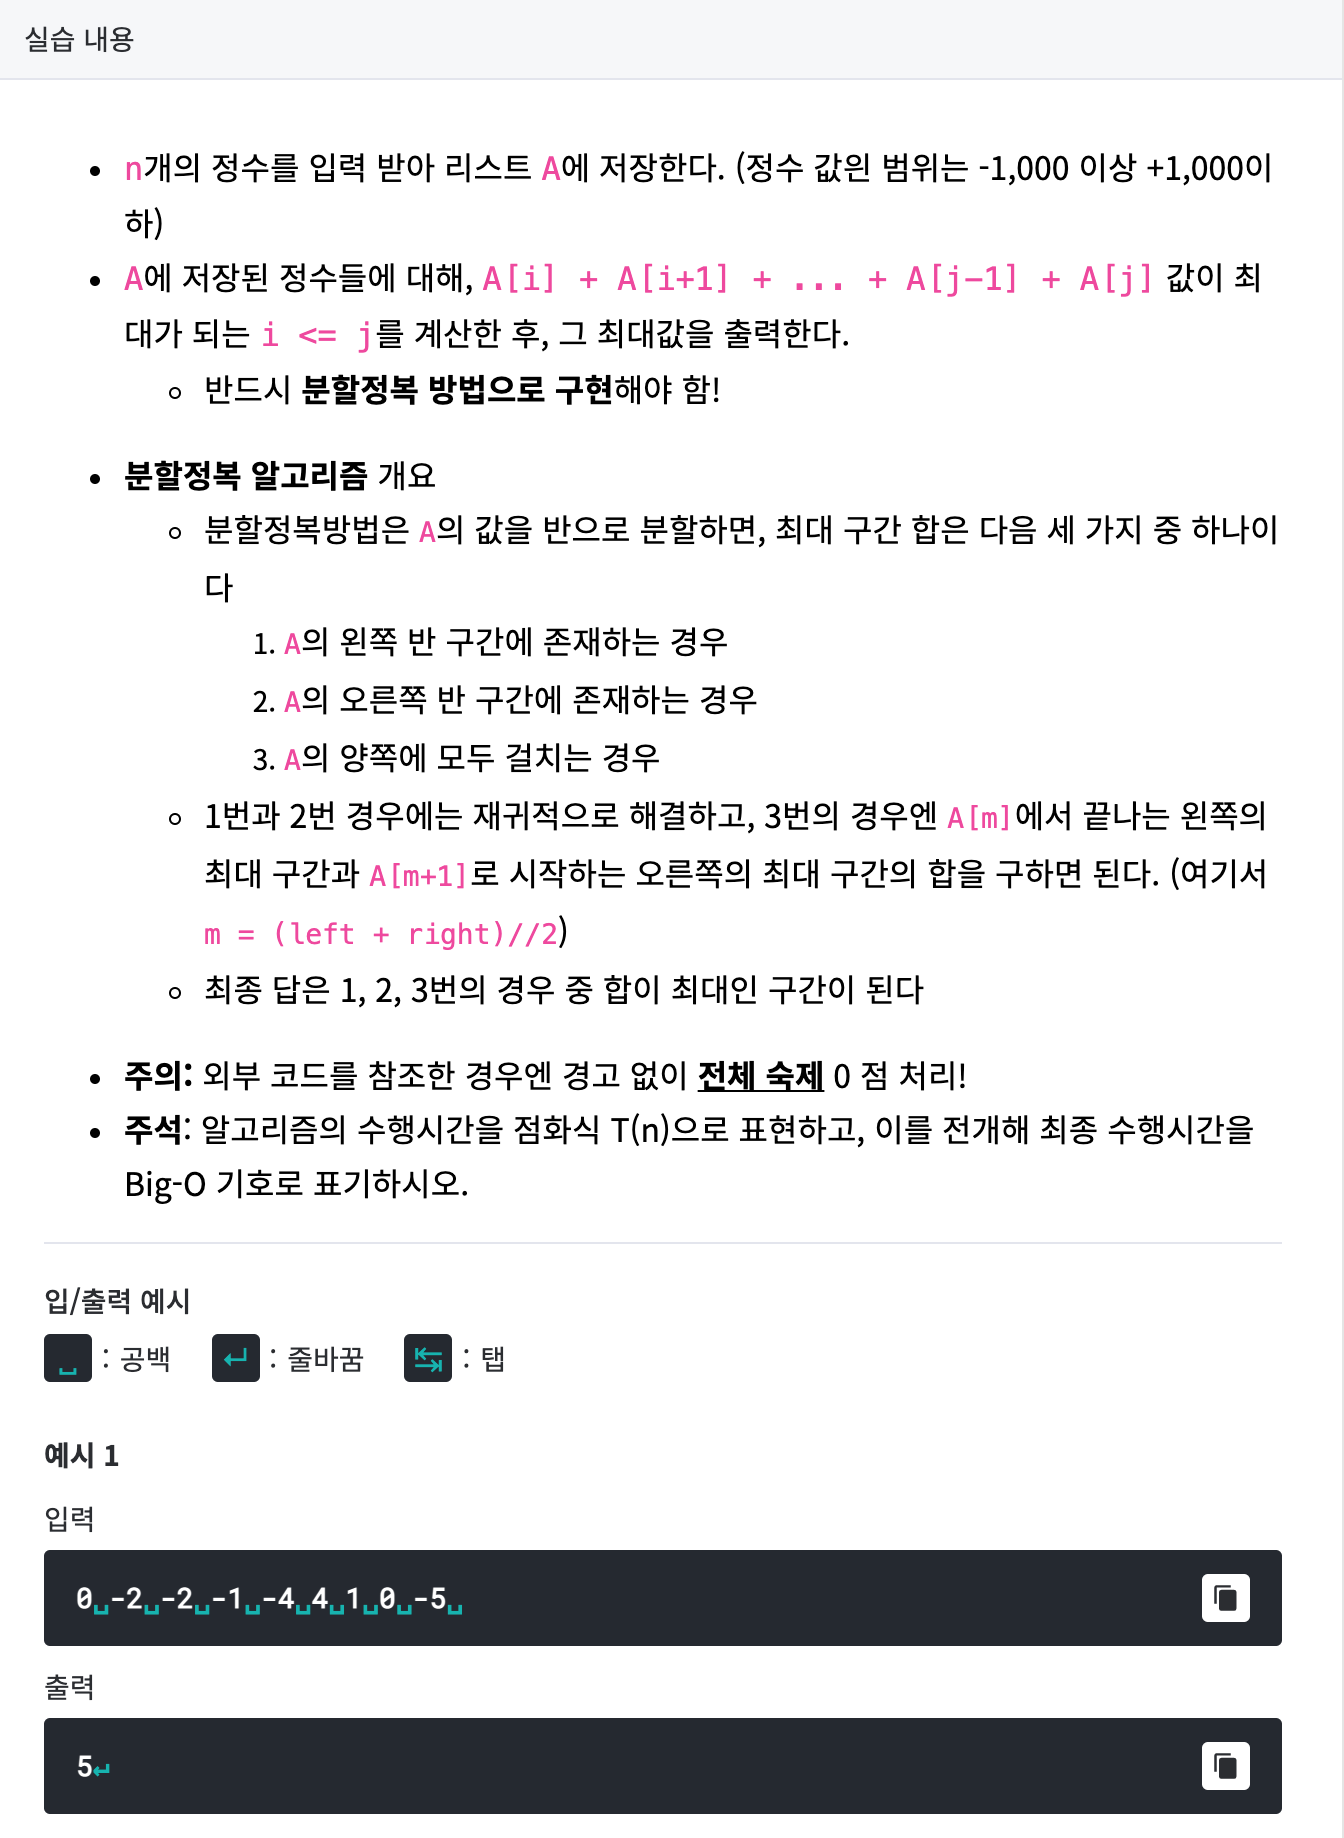 실습 내용
n개의 정수를 입력 받아 리스트 A에 저장한다. (정수 값윈 범위는 -1,000 이상 +1,000이
하)
A에 저장된 정수들에 대해, A[i] + A[i+1] + ... + A[j-1] + A[j] 값이 최
대가 되는 i <= j를 계산한 후, 그 최대값을 출력한다.
반드시 분할정복 방법으로 구현해야 함!
분할정복 알고리즘 개요
분할정복방법은 A의 값을 반으로 분할하면, 최대 구간 합은 다음 세 가지 중 하나이
다
1. A의 왼쪽 반 구간에 존재하는 경우
2. A의 오른쪽 반 구간에 존재하는 경우
3. A의 양쪽에 모두 걸치는 경우
1번과 2번 경우에는 재귀적으로 해결하고, 3번의 경우엔 A[m]에서 끝나는 왼쪽의
최대 구간과 A[m+1]로 시작하는 오른쪽의 최대 구간의 합을 구하면 된다. (여기서
m = (left + right)//2)
최종 답은 1, 2, 3번의 경우 중 합이 최대인 구간이 된다
주의: 외부 코드를 참조한 경우엔 경고 없이 전체 숙제 0 점 처리!
주석: 알고리즘의 수행시간을 점화식 T(n)으로 표현하고, 이를 전개해 최종 수행시간을
Big-O 기호로 표기하시오.
입/출력 예시
␣ : 공백 ↵ : 줄바꿈 ↹ : 탭
예시 1
입력
0␣-2␣-2␣-1␣-4␣4␣1␣0␣-5␣
출력
5↵